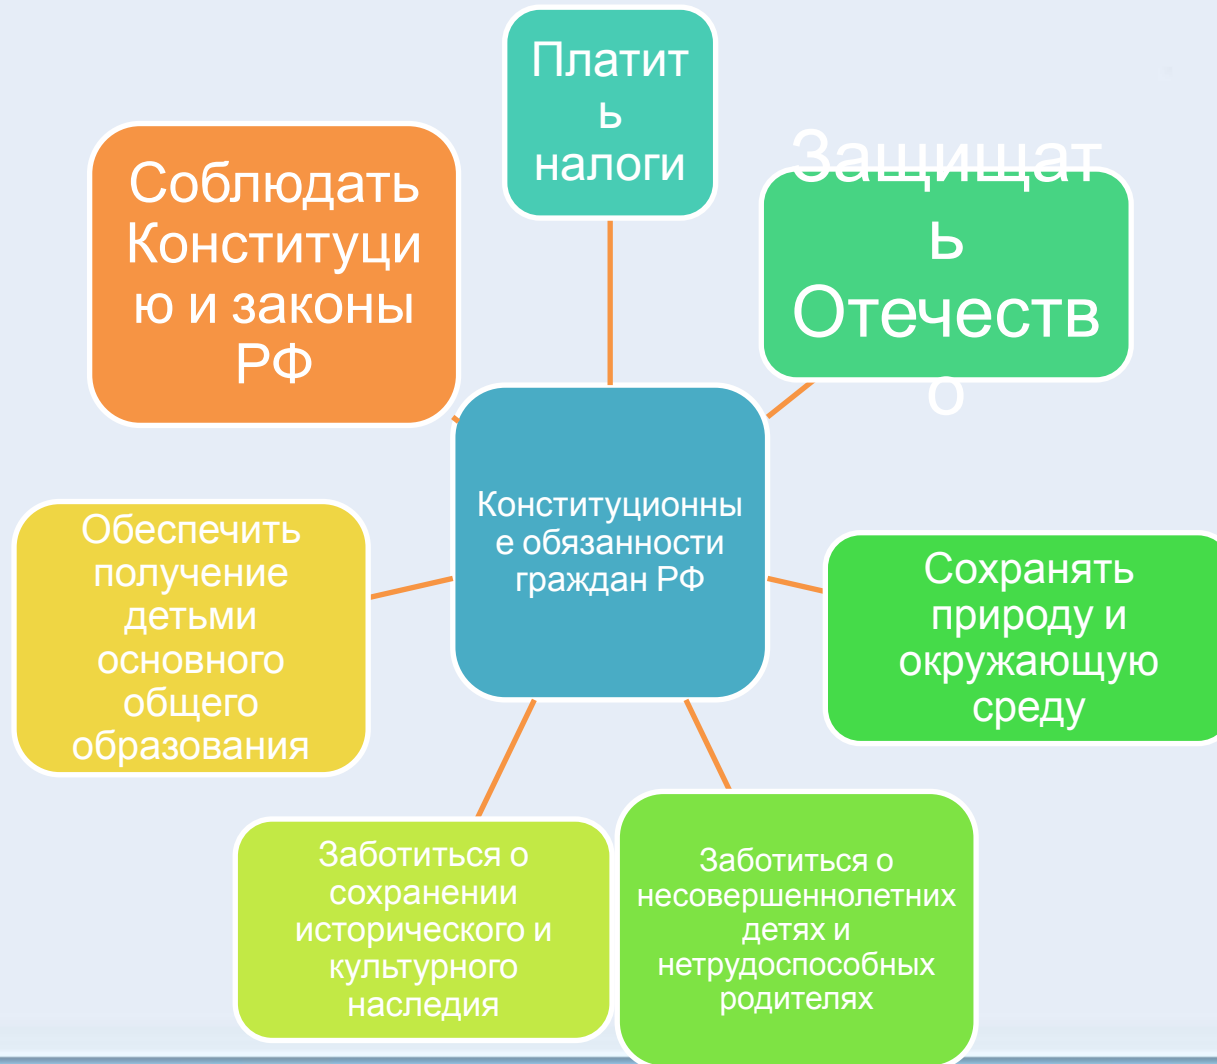 Платит
ь
налоги
Соблюдать
Конституци
ю и законы
РФ
Защищат
ь
Отечеств
о
Конституционны
е обязанности
граждан РФ
Обеспечить
получение
детьми
основного
общего
образования
Сохранять
природу и
окружающую
среду
Заботиться о
сохранении
исторического и
культурного
наследия
Заботиться о
несовершеннолетних
детях и
нетрудоспособных
родителях